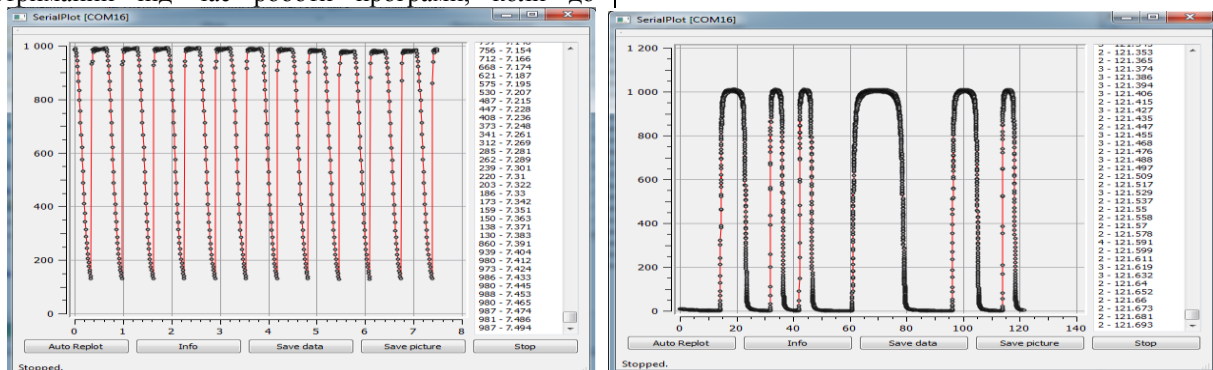 під час роботи програми, коли до
SerialPlot [COM16]
1 000
800
600
400
200
0
0 1 2 3 4 5 6 7 8
756 - 7.154
712 - 7.166
668 - 7.174
621 - 7.187
575 - 7.195
530 - 7.207
487 - 7.215
447 - 7.228
408 - 7.236
373 - 7.248
341 - 7.261
312 - 7.269
285 - 7.281
262 - 7.289
239 - 7.301
220 - 7.31
203 - 7.322
186 - 7.33
173 - 7.342
159 - 7.351
150 - 7.363
138 - 7.371
130 - 7.383
860 - 7.391
939 - 7.404
980 - 7.412
973 - 7.424
986 - 7.433
980 - 7.445
988 - 7.453
980 - 7.465
987 - 7.474
981 - 7.486
987 - 7.494
Auto Replot Info Save data Save picture Stop
Stopped.
SerialPlot [COM16]
1 200
1 000
800
600
400
200
0
0 20 40 60 80 100 120 140
2 - 121.353
2 - 121.365
3 - 121.374
3 - 121.386
3 - 121.394
3 - 121.406
2 - 121.415
3 - 121.427
2 - 121.435
2 - 121.447
3 - 121.455
3 - 121.468
2 - 121.476
3 - 121.488
2 - 121.497
2 - 121.509
2 - 121.517
3 - 121.529
2 - 121.537
2 - 121.55
2 - 121.558
2 - 121.57
2 - 121.578
4 - 121.591
2 - 121.599
2 - 121.611
3 - 121.619
3 - 121.632
2 - 121.64
2 - 121.652
2 - 121.66
2 - 121.673
2 - 121.681
2 - 121.693
Auto Replot Info Save data Save picture Stop
Stopped.